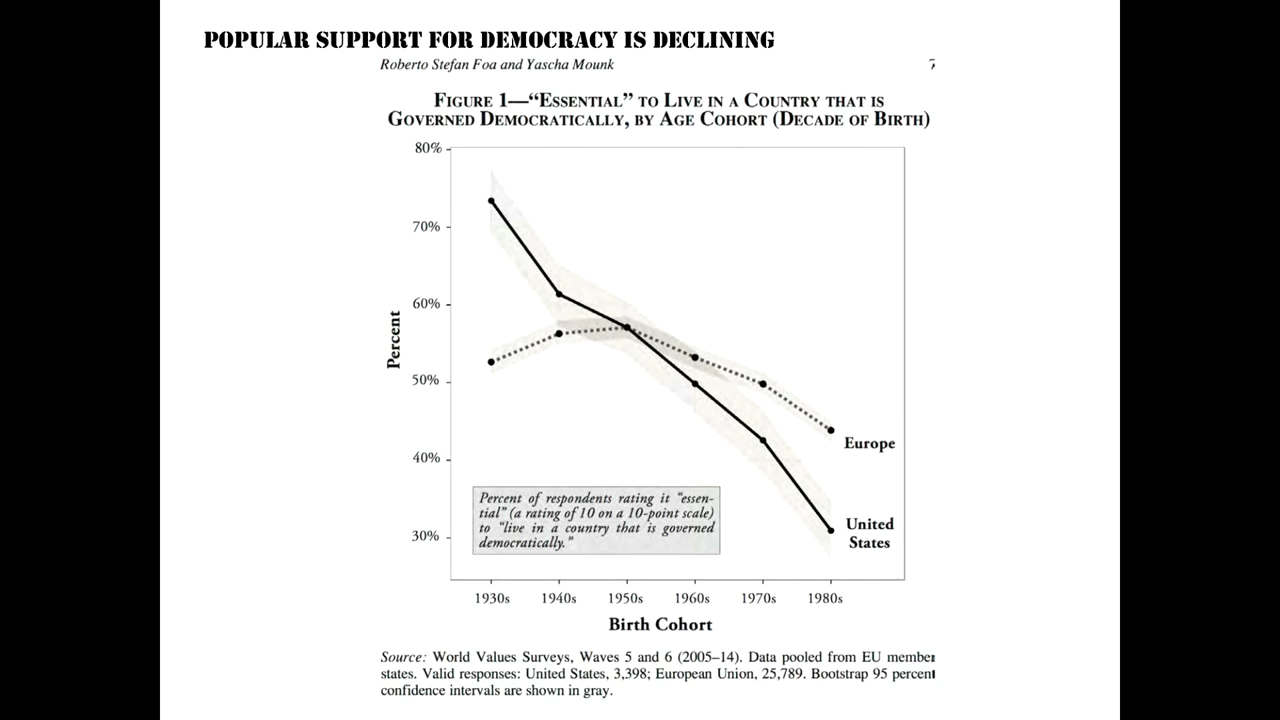 POPULAR SUPPORT FOR DEMOCRACY IS DECLINING
Roberto Stefan Foa and Yascha Mounk
7
FIGURE 1—“ESSENTIAL” TO LIVE IN A COUNTRY THAT IS
GOVERNED DEMOCRATICALLY, BY AGE COHORT (DECADE OF BIRTH)
80%
70%
60%
50%
40%
30%
Percent
Europe
United
States
Percent of respondents rating it “essen-
tial” (a rating of 10 on a 10-point scale)
to “live in a country that is governed
democratically.”
1930s 1940s 1950s 1960s 1970s 1980s
Birth Cohort
Source: World Values Surveys, Waves 5 and 6 (2005–14). Data pooled from EU member
states. Valid responses: United States, 3,398; European Union, 25,789. Bootstrap 95 percent
confidence intervals are shown in gray.